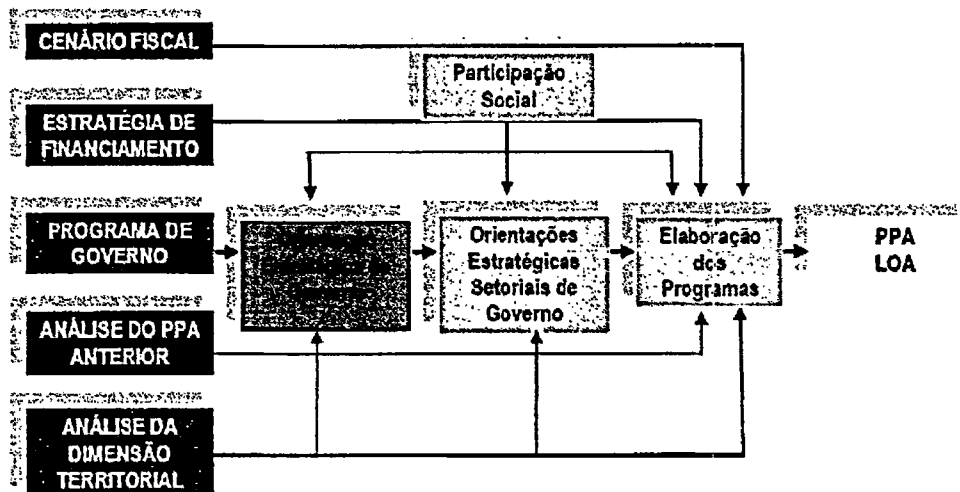 CENÁRIO FISCAL
Participação
Social
ESTRATÉGIA DE
FINANCIAMENTO
PROGRAMA DE
GOVERNO
Orientações
Estratégicas
Setoriais de
Governo
Elaboração
dos
Programas
PPA
LOA
ANÁLISE DO PPA
ANTERIOR
ANÁLISE DA
DIMENSÃO
TERRITORIAL